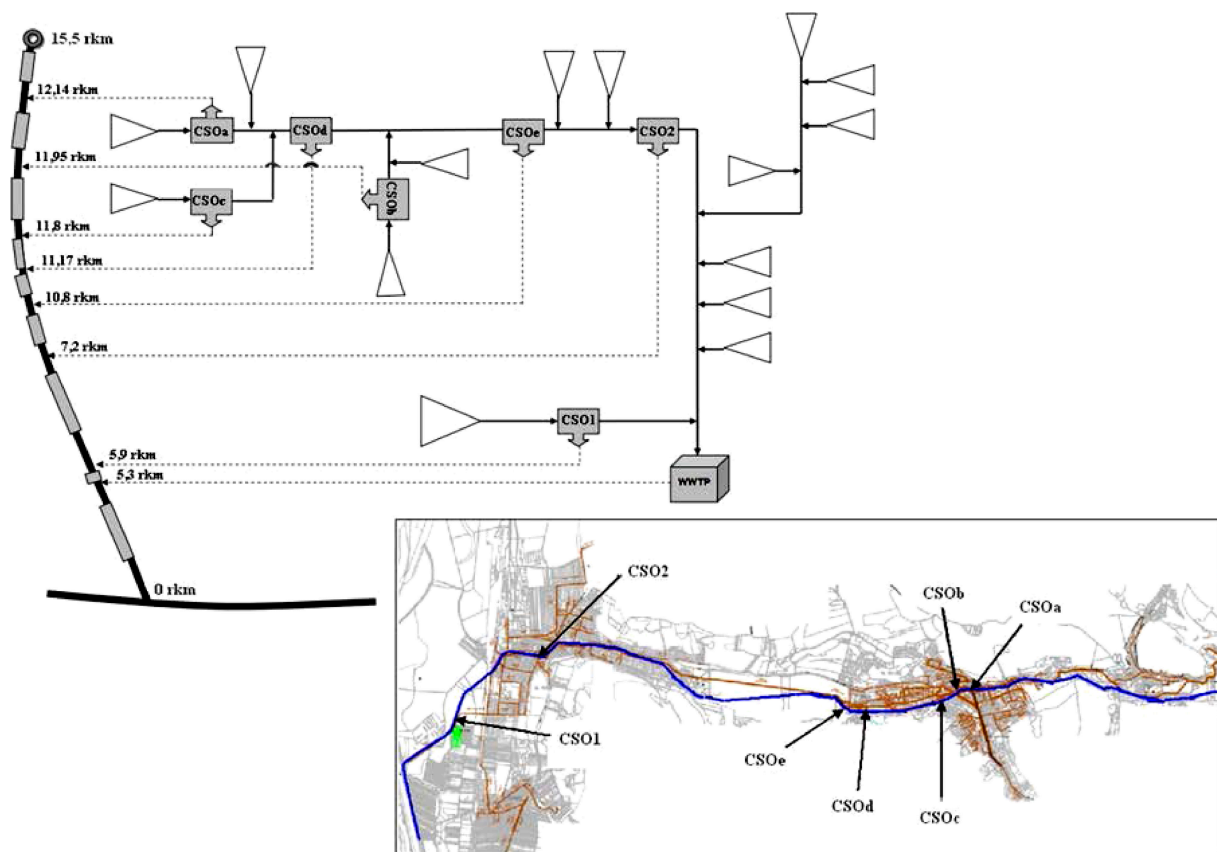 15,5 rkm
12,14 rkm
CSOa
CSOd
CSOe
CSO2
11,95 rkm
CSOc
CSOb
11,8 rkm
11,17 rkm
10,8 rkm
7,2 rkm
CSO1
5,9 rkm
5,3 rkm
WWTP
0 rkm
CSO2
CSOb
CSOa
CSO1
CSOe
CSOd
CSOc